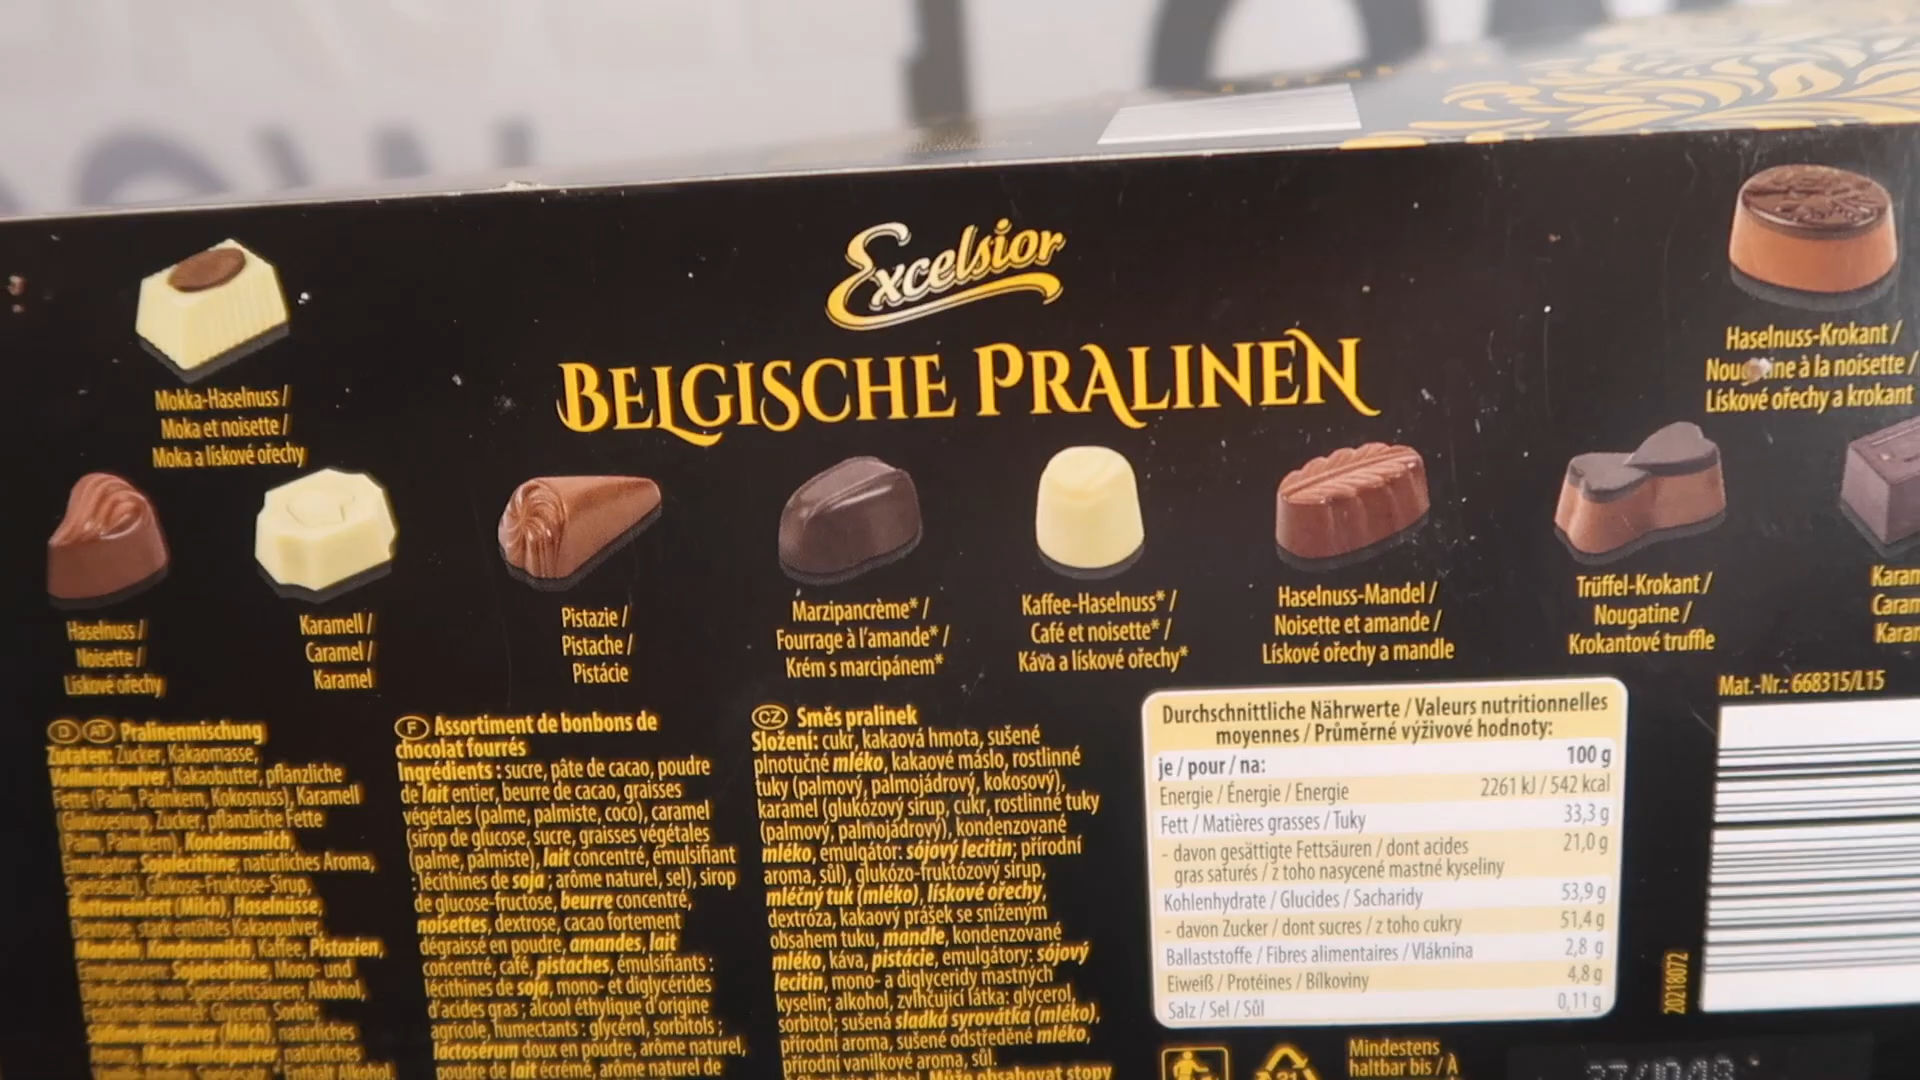 Excelsior
BELGISCHE PRALINEN
Mokka-Haselnuss /
Moka et noisette /
Moka a lískové ořechy
Haselnuss-Krokant /
à la noisette /
Lískové ořechy a krokant
Haselnuss /
Noisette /
Lískové ořechy
Karamell /
Caramel /
Karamel
Pistazie /
Pistache /
Pistácie
Marzipancrème* /
Fourrage à l'amande* /
Krém s marcipánem*
Kaffee-Haselnuss* /
Café et noisette* /
Káva a lískové ořechy*
Haselnuss-Mandel /
Noisette et amande /
Lískové ořechy a mandle
Trüffel-Krokant /
Nougatine /
Krokantové truffle
D AT Pralinenmischung
Zutaten: Zucker, Kakaomasse,
Vollmilchpulver, Kakaobutter, pflanzliche
Fette (Palm, Palmkern, Kokosnuss), Karamell
(Glukosesirup, Zucker, pflanzliche Fette
(Palm, Palmkern), Kondensmilch,
Emulgator: Sojalecithine, natürliches Aroma,
Speisesalz), Glukose-Fruktose-Sirup,
Butterreinfett (Milch), Haselnüsse,
Dextrose, stark entöltes Kakaopulver,
Mandeln, Kondensmilch, Kaffee, Pistazien,
Emulgatoren: Sojalecithine, Mono- und
Diglyceride von Speisefettsäuren; Alkohol,
Feuchthaltemittel: Glycerin, Sorbit;
(Milch), natürliches
Aroma, Magermilchpulver, natürliches
Enthält Alkohol
F Assortiment de bonbons de
chocolat fourrés
Ingrédients : sucre, pâte de cacao, poudre
de lait entier, beurre de cacao, graisses
végétales (palme, palmiste, coco), caramel
(sirop de glucose, sucre, graisses végétales
(palme, palmiste), lait concentré, émulsifiant
: lécithines de soja ; arôme naturel, sel), sirop
de glucose-fructose, beurre concentré,
noisettes, dextrose, cacao fortement
dégraissé en poudre, amandes, lait
concentré, café, pistaches, émulsifiants :
lécithines de soja, mono- et diglycérides
d'acides gras ; alcool éthylique d'origine
agricole, humectants : glycérol, sorbitols ;
lactosérum doux en poudre, arôme naturel,
poudre de lait écrémé, arôme naturel de
CZ Směs pralinek
Složení: cukr, kakaová hmota, sušené
plnotučné mléko, kakaové máslo, rostlinné
tuky (palmový, palmojádrový, kokosový),
karamel (glukózový sirup, cukr, rostlinné tuky
(palmový, palmojádrový), kondenzované
mléko, emulgátor: sójový lecitin; přírodní
aroma, sůl), glukózo-fruktózový sirup,
mléčný tuk (mléko), lískové ořechy,
dextróza, kakaový prášek se sníženým
obsahem tuku, mandle, kondenzované
mléko, káva, pistácie, emulgátory: sójový
lecitin, mono- a diglyceridy mastných
kyselin; alkohol, zvlhčující látka: glycerol,
sorbitol; sušená sladká syrovátka (mléko),
přírodní aroma, sušené odstředěné mléko,
přírodní vanilkové aroma, sůl.
Může obsahovat stopy
Durchschnittliche Nährwerte / Valeurs nutritionnelles
moyennes / Průměrné výživové hodnoty:
je / pour / na: 100 g
Energie / Énergie / Energie 2261 kJ / 542 kcal
Fett / Matières grasses / Tuky 33,3 g
- davon gesättigte Fettsäuren / dont acides 21,0 g
gras saturés / z toho nasycené mastné kyseliny
Kohlenhydrate / Glucides / Sacharidy 53,9 g
- davon Zucker / dont sucres / z toho cukry 51,4 g
Ballaststoffe / Fibres alimentaires / Vláknina 2,8 g
Eiweiß / Protéines / Bílkoviny 4,8 g
Salz / Sel / Sůl 0,11 g
Mat.-Nr.: 668315/L15
20218072
21
Mindestens
haltbar bis / À